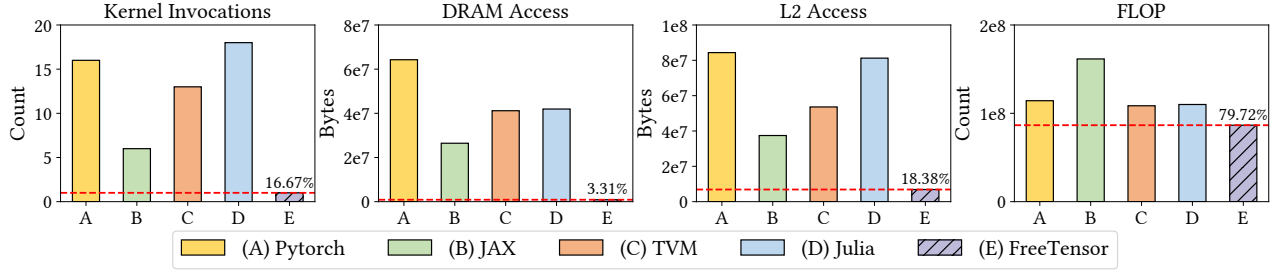 Kernel Invocations
Count
20
15
10
5
0
16.67%
A B C D E
DRAM Access
Bytes
8e7
6e7
4e7
2e7
0
3.31%
A B C D E
L2 Access
Bytes
1e8
8e7
6e7
4e7
2e7
0
18.38%
A B C D E
FLOP
Count
2e8
1e8
0
79.72%
A B C D E
(A) Pytorch (B) JAX (C) TVM (D) Julia (E) FreeTensor